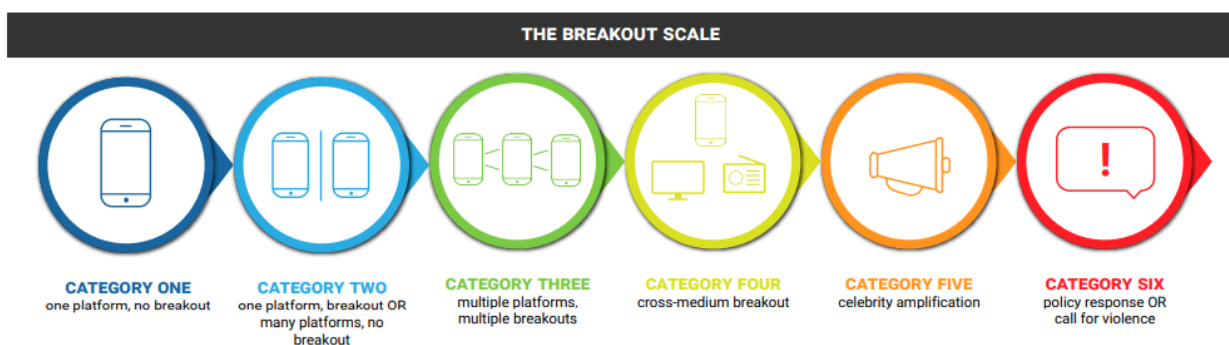 THE BREAKOUT SCALE
CATEGORY ONE
one platform, no breakout
CATEGORY TWO
one platform, breakout OR
many platforms, no
breakout
CATEGORY THREE
multiple platforms,
multiple breakouts
CATEGORY FOUR
cross-medium breakout
CATEGORY FIVE
celebrity amplification
!
CATEGORY SIX
policy response OR
call for violence